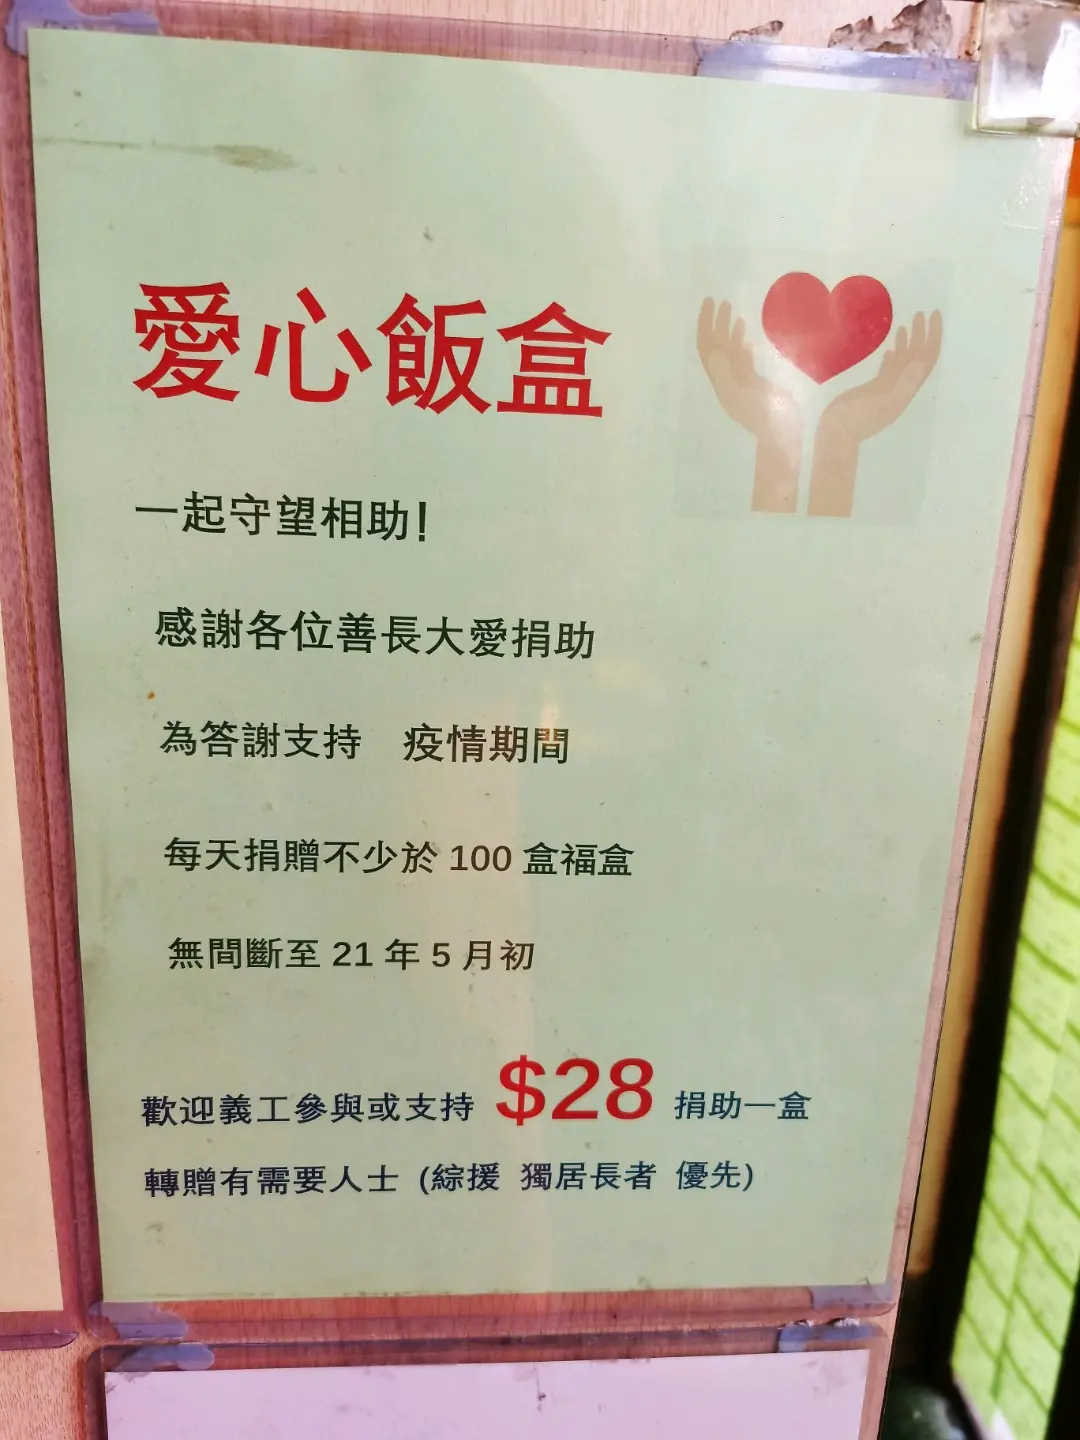 愛心飯盒
一起守望相助!
感謝各位善長大愛捐助
為答謝支持 疫情期間
每天捐贈不少於 100 盒福盒
無間斷至 21 年 5 月初
歡迎義工參與或支持 $28 捐助一盒
轉贈有需要人士 (綜援 獨居長者 優先)